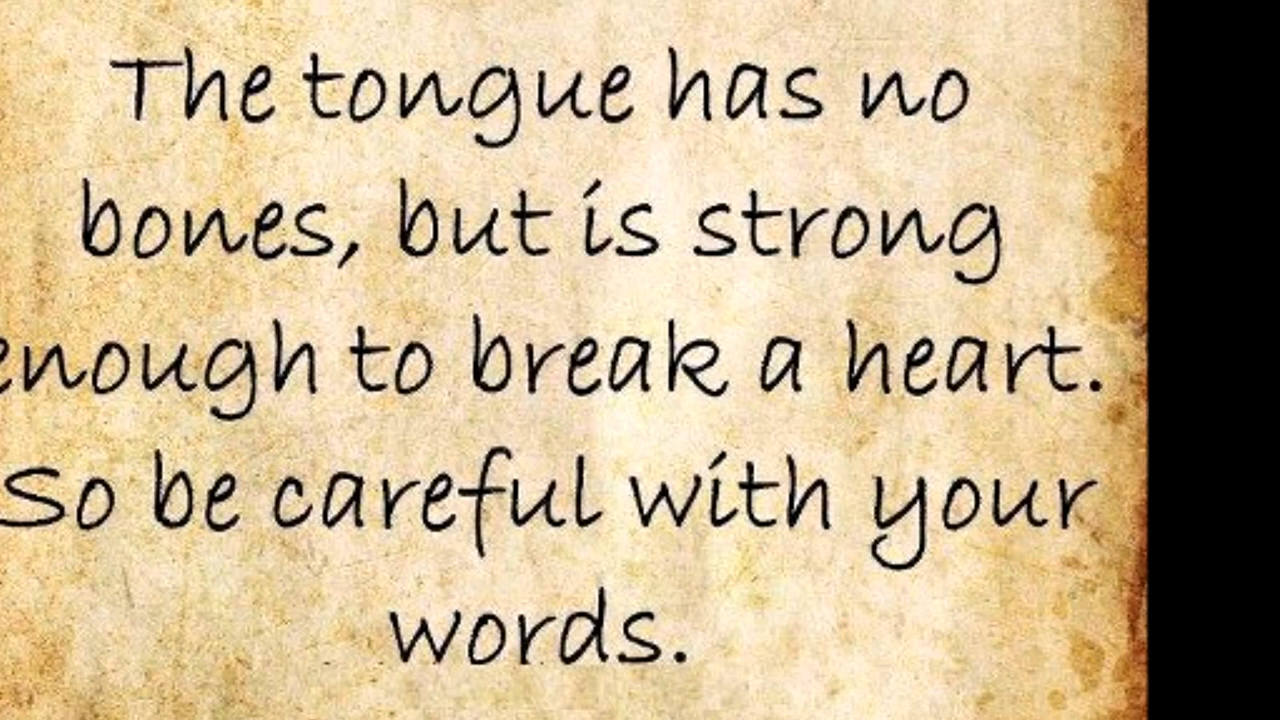 The tongue has no
bones, but is strong
enough to break a heart.
So be careful with your
words.